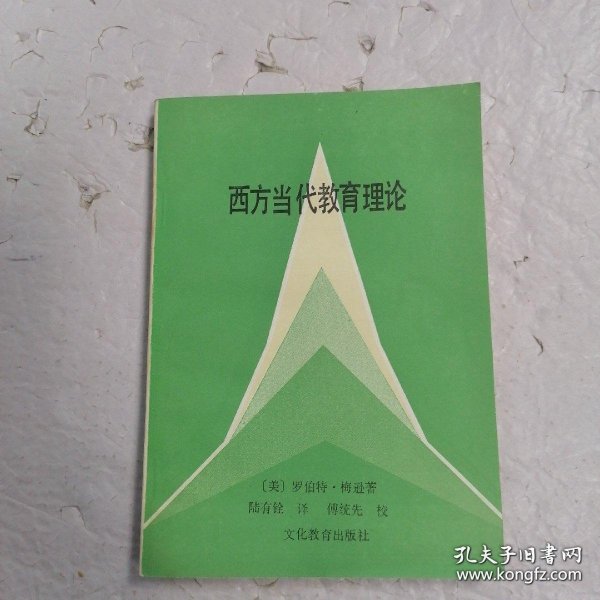 西方当代教育理论
〔美〕罗伯特·梅逊著
陆有铨 译 傅统先 校
文化教育出版社
孔夫子旧书网
www.kongfz.com